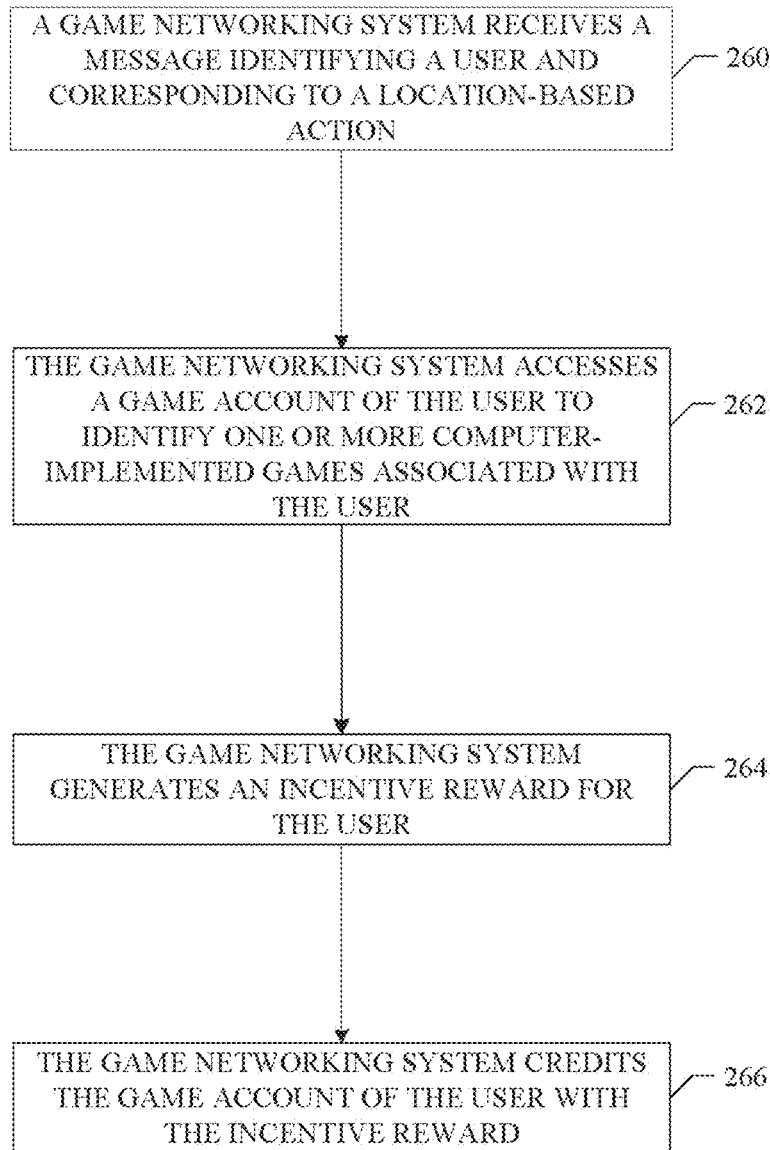 A GAME NETWORKING SYSTEM RECEIVES A
MESSAGE IDENTIFYING A USER AND
CORRESPONDING TO A LOCATION-BASED
ACTION
260
THE GAME NETWORKING SYSTEM ACCESSES
A GAME ACCOUNT OF THE USER TO
IDENTIFY ONE OR MORE COMPUTER-
IMPLEMENTED GAMES ASSOCIATED WITH
THE USER
262
THE GAME NETWORKING SYSTEM
GENERATES AN INCENTIVE REWARD FOR
THE USER
264
THE GAME NETWORKING SYSTEM CREDITS
THE GAME ACCOUNT OF THE USER WITH
THE INCENTIVE REWARD
266